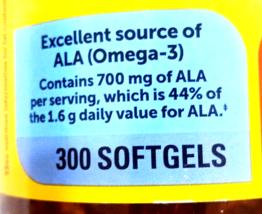 Excellent source of
ALA (Omega-3)
Contains 700 mg of ALA
per serving, which is 44% of
the 1.6 g daily value for ALA.‡
300 SOFTGELS